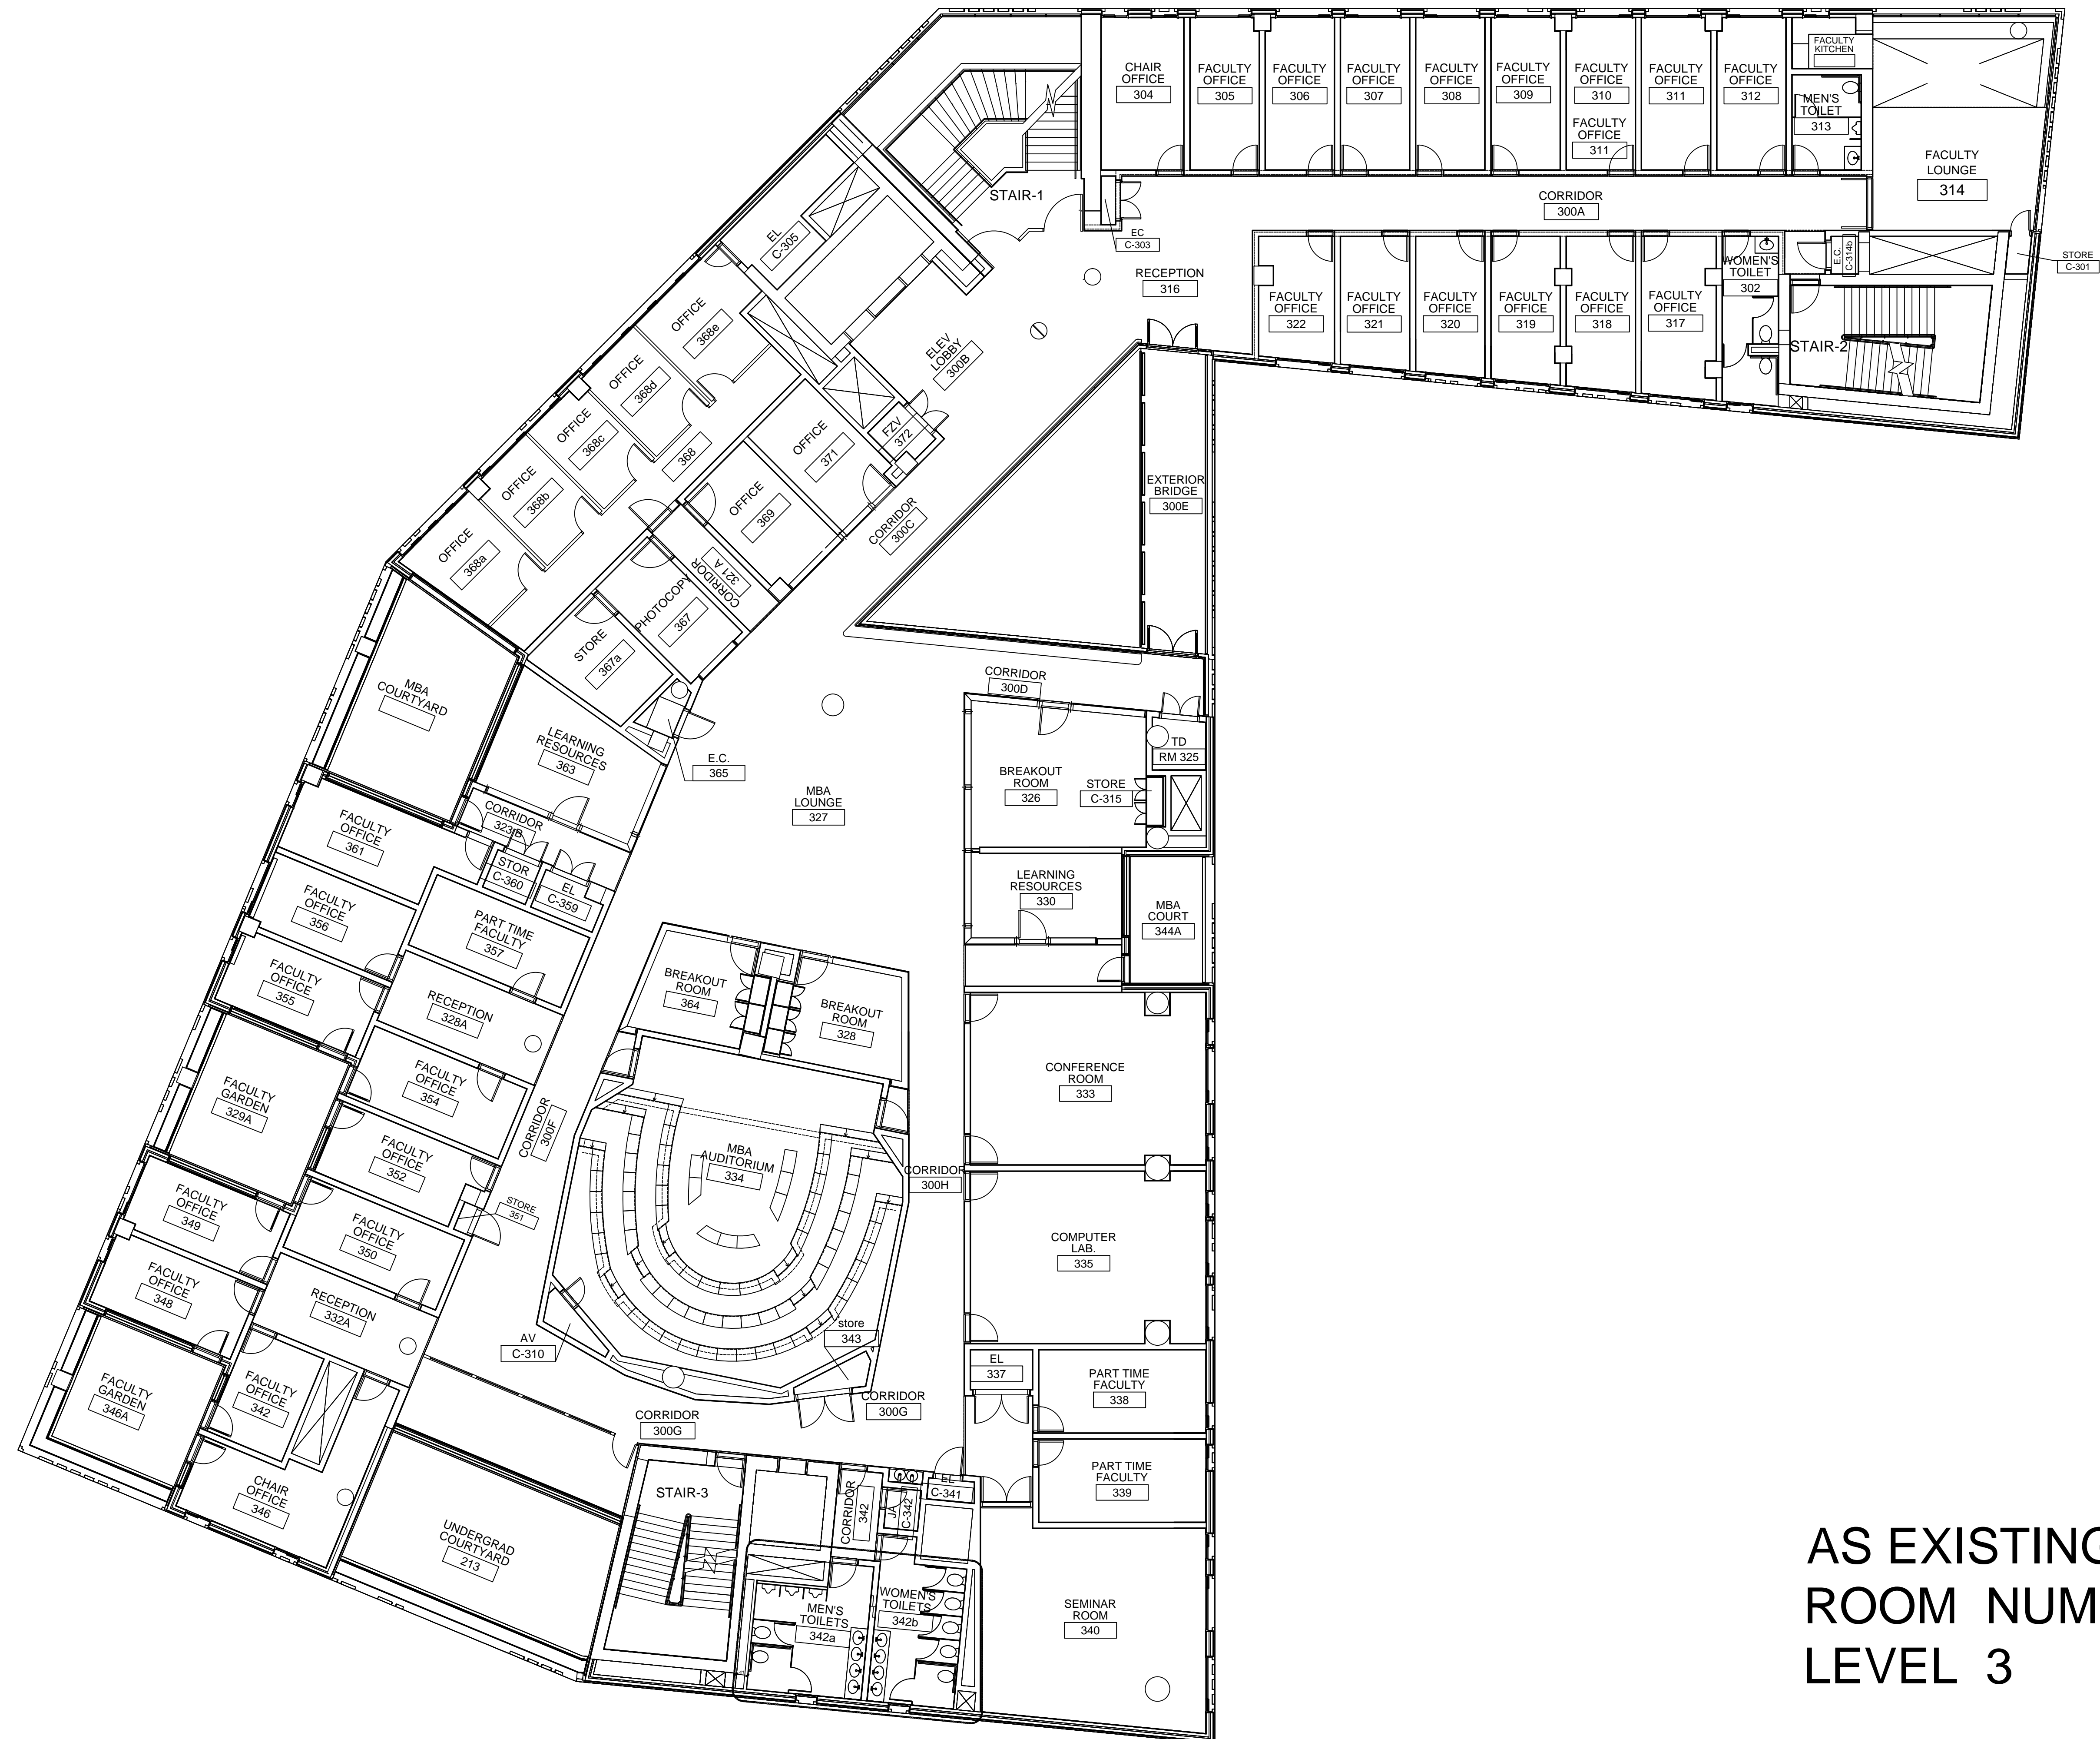 CHAIR
OFFICE
304
FACULTY
OFFICE
305
FACULTY
OFFICE
306
FACULTY
OFFICE
307
FACULTY
OFFICE
308
FACULTY
OFFICE
309
FACULTY
OFFICE
310
FACULTY
OFFICE
311
FACULTY
OFFICE
311
FACULTY
OFFICE
312
FACULTY
KITCHEN
MEN'S
TOILET
313
FACULTY
LOUNGE
314
STAIR-1
CORRIDOR
300A
EC
C-303
EL
C-305
RECEPTION
316
FACULTY
OFFICE
322
FACULTY
OFFICE
321
FACULTY
OFFICE
320
FACULTY
OFFICE
319
FACULTY
OFFICE
318
FACULTY
OFFICE
317
WOMEN'S
TOILET
302
E.C.
C-314b
STORE
C-301
STAIR-2
ELEV
LOBBY
300B
OFFICE
368e
OFFICE
368d
OFFICE
368c
OFFICE
368b
OFFICE
368a
368
OFFICE
371
FZV
372
OFFICE
369
CORRIDOR
300C
EXTERIOR
BRIDGE
300E
CORRIDOR
321 A
PHOTOCOPY
367
STORE
367a
MBA
COURTYARD
LEARNING
RESOURCES
363
E.C.
365
CORRIDOR
300D
TD
RM 325
BREAKOUT
ROOM
326
STORE
C-315
MBA
LOUNGE
327
CORRIDOR
323 B
FACULTY
OFFICE
361
STOR
C-360
EL
C-359
FACULTY
OFFICE
356
PART TIME
FACULTY
357
LEARNING
RESOURCES
330
MBA
COURT
344A
FACULTY
OFFICE
355
RECEPTION
328A
BREAKOUT
ROOM
364
BREAKOUT
ROOM
328
FACULTY
GARDEN
329A
FACULTY
OFFICE
354
CORRIDOR
300F
CONFERENCE
ROOM
333
FACULTY
OFFICE
352
MBA
AUDITORIUM
334
CORRIDOR
300H
FACULTY
OFFICE
349
STORE
351
FACULTY
OFFICE
350
COMPUTER
LAB.
335
FACULTY
OFFICE
348
RECEPTION
332A
AV
C-310
store
343
FACULTY
GARDEN
346A
FACULTY
OFFICE
342
EL
337
PART TIME
FACULTY
338
CORRIDOR
300G
CORRIDOR
300G
CHAIR
OFFICE
346
PART TIME
FACULTY
339
STAIR-3
CORRIDOR
342
JA
C-342
EL
C-341
UNDERGRAD
COURTYARD
213
MEN'S
TOILETS
342a
WOMEN'S
TOILETS
342b
SEMINAR
ROOM
340
AS EXISTING
ROOM NUM
LEVEL 3